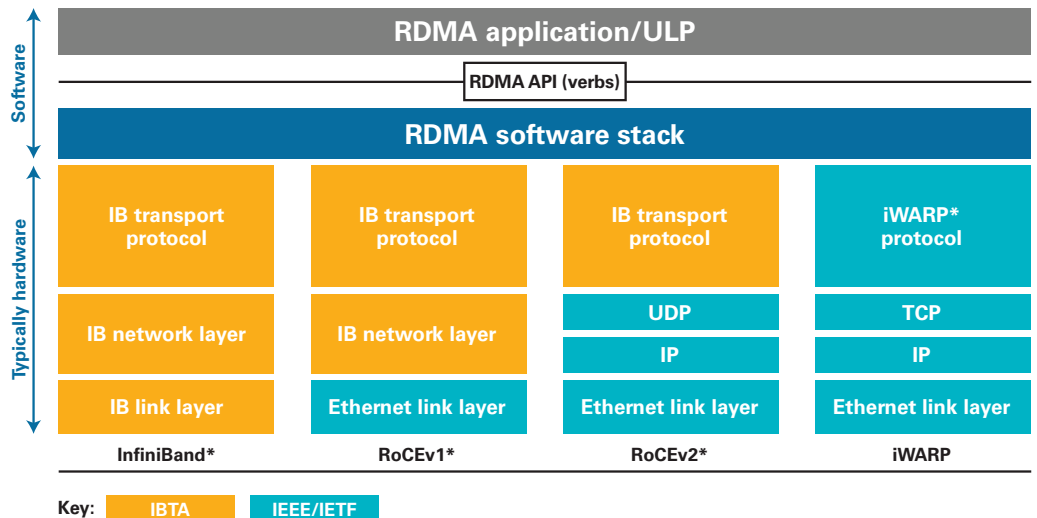 RDMA application/ULP
RDMA API (verbs)
RDMA software stack
Software
Typically hardware
IB transport
protocol
IB network layer
IB link layer
InfiniBand*
IB transport
protocol
IB network layer
Ethernet link layer
RoCEv1*
IB transport
protocol
UDP
IP
Ethernet link layer
RoCEv2*
iWARP*
protocol
TCP
IP
Ethernet link layer
iWARP
Key:
IBTA
IEEE/IETF